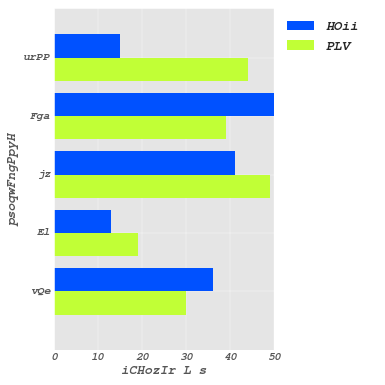 HOii
PLV
psoqwFngPpyH
urPP
Fga
jz
El
vQe
0 10 20 30 40 50
iCHozIr L s